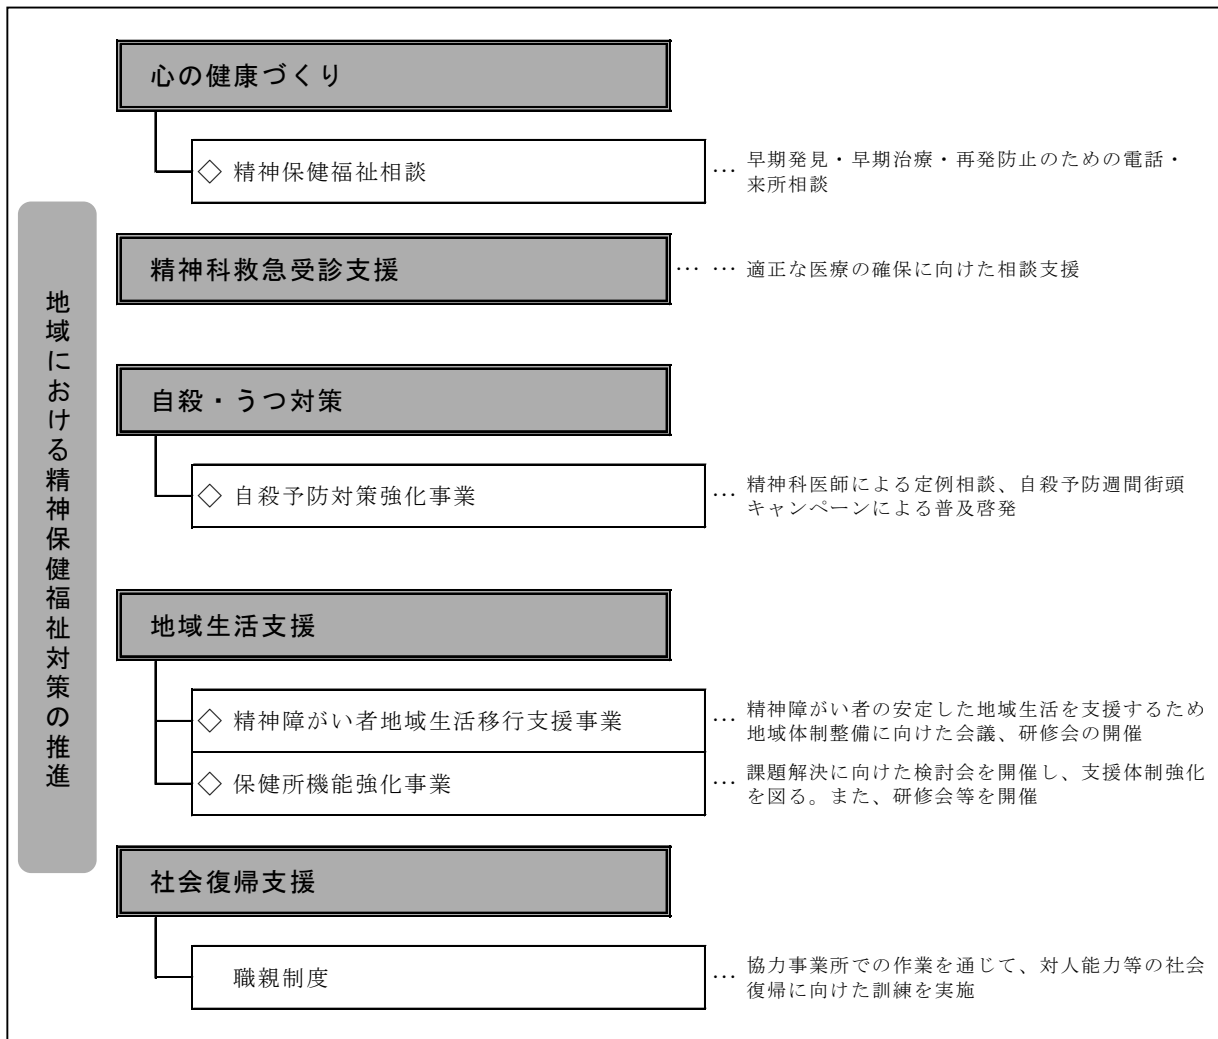 地域における精神保健福祉対策の推進
心の健康づくり
◇ 精神保健福祉相談
… 早期発見・早期治療・再発防止のための電話・
来所相談
精神科救急受診支援
… … 適正な医療の確保に向けた相談支援
自殺・うつ対策
◇ 自殺予防対策強化事業
… 精神科医師による定例相談、自殺予防週間街頭
キャンペーンによる普及啓発
地域生活支援
◇ 精神障がい者地域生活移行支援事業
… 精神障がい者の安定した地域生活を支援するため
地域体制整備に向けた会議、研修会の開催
◇ 保健所機能強化事業
… 課題解決に向けた検討会を開催し、支援体制強化
を図る。また、研修会等を開催
社会復帰支援
職親制度
… 協力事業所での作業を通じて、対人能力等の社会
復帰に向けた訓練を実施